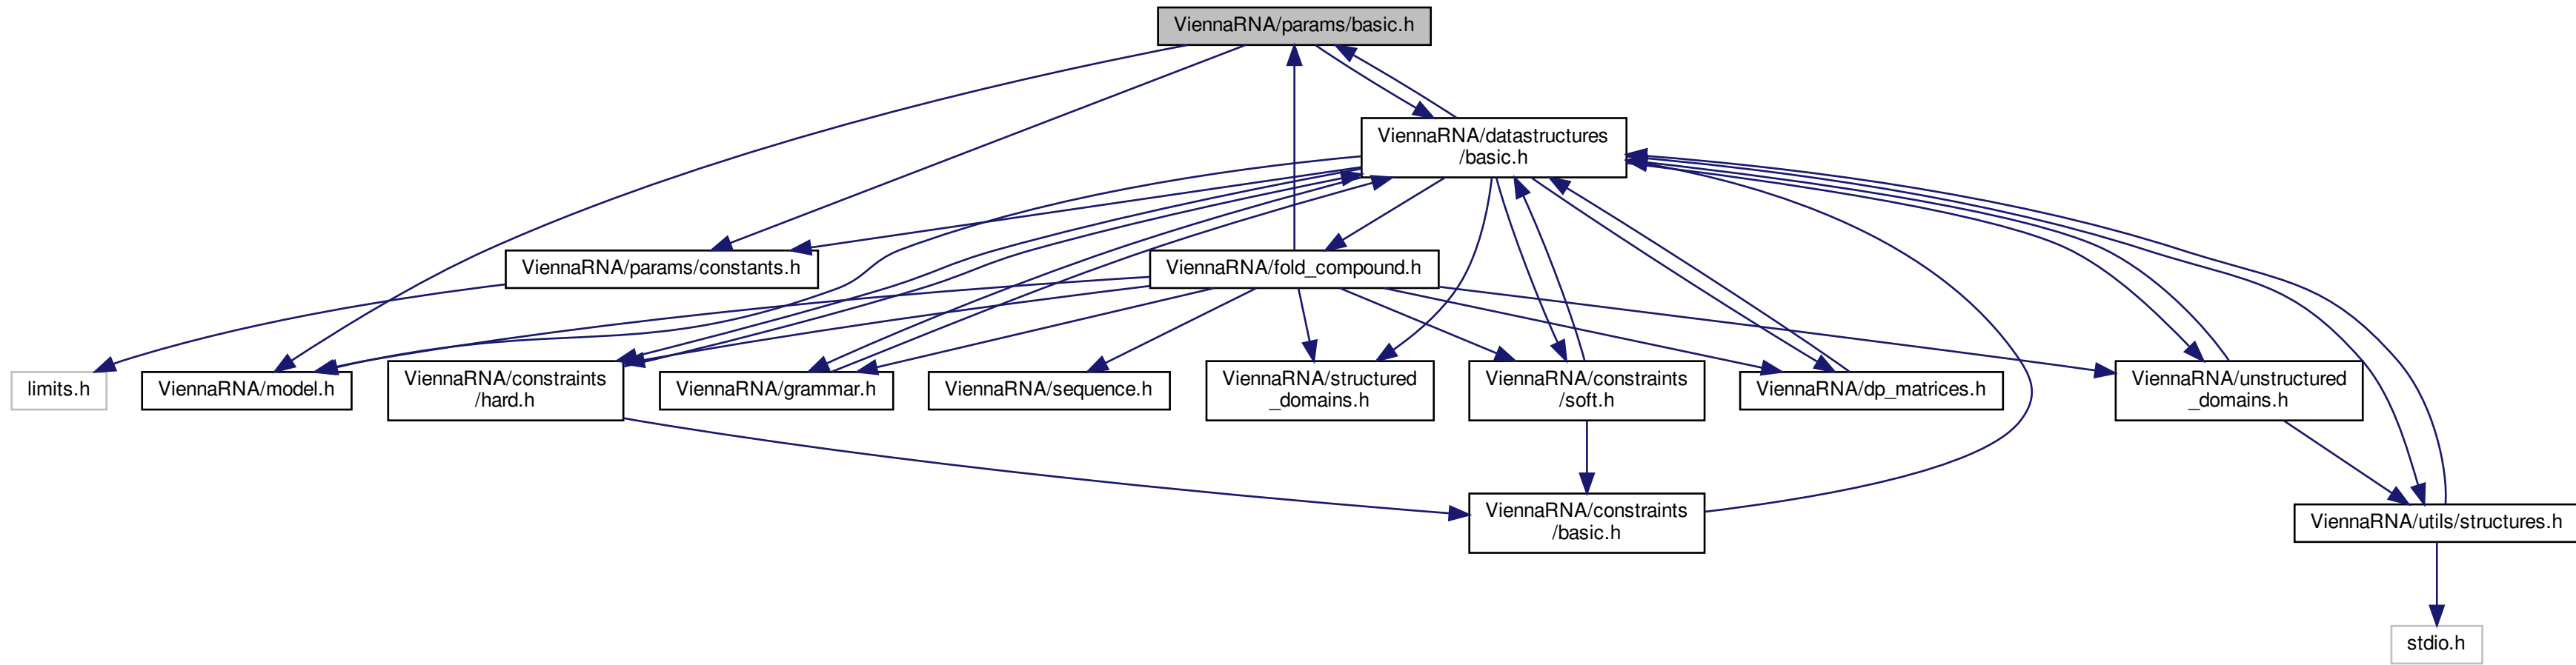 ViennaRNA/params/basic.h
ViennaRNA/datastructures
/basic.h
ViennaRNA/params/constants.h
ViennaRNA/fold_compound.h
limits.h
ViennaRNA/model.h
ViennaRNA/constraints
/hard.h
ViennaRNA/grammar.h
ViennaRNA/sequence.h
ViennaRNA/structured
_domains.h
ViennaRNA/constraints
/soft.h
ViennaRNA/dp_matrices.h
ViennaRNA/unstructured
_domains.h
ViennaRNA/constraints
/basic.h
ViennaRNA/utils/structures.h
stdio.h